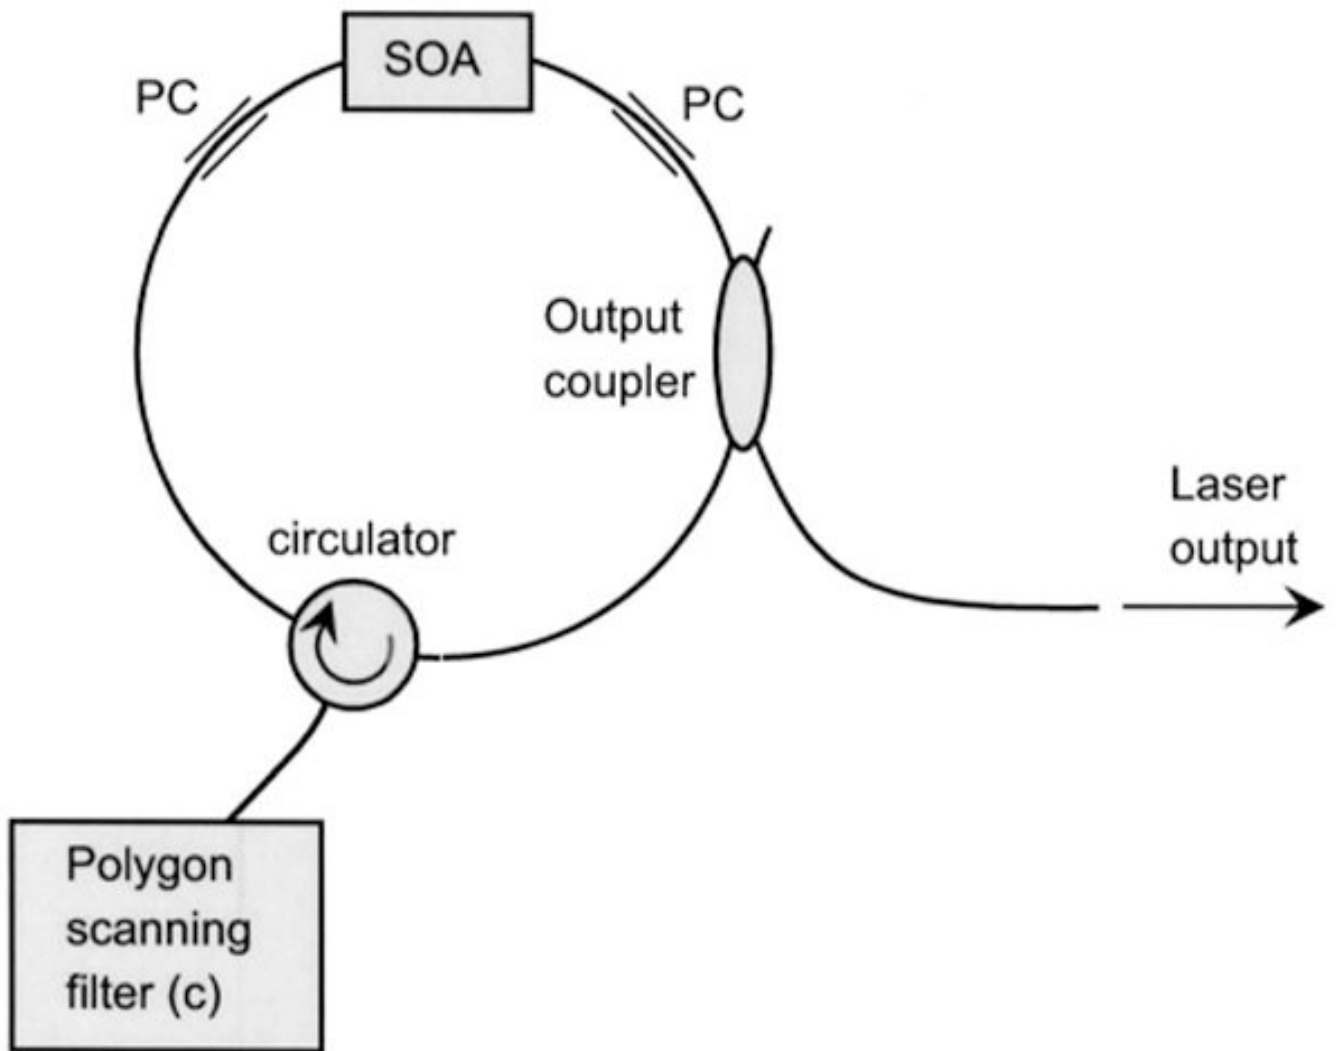 SOA
PC
PC
Output
coupler
Laser
output
circulator
Polygon
scanning
filter (c)